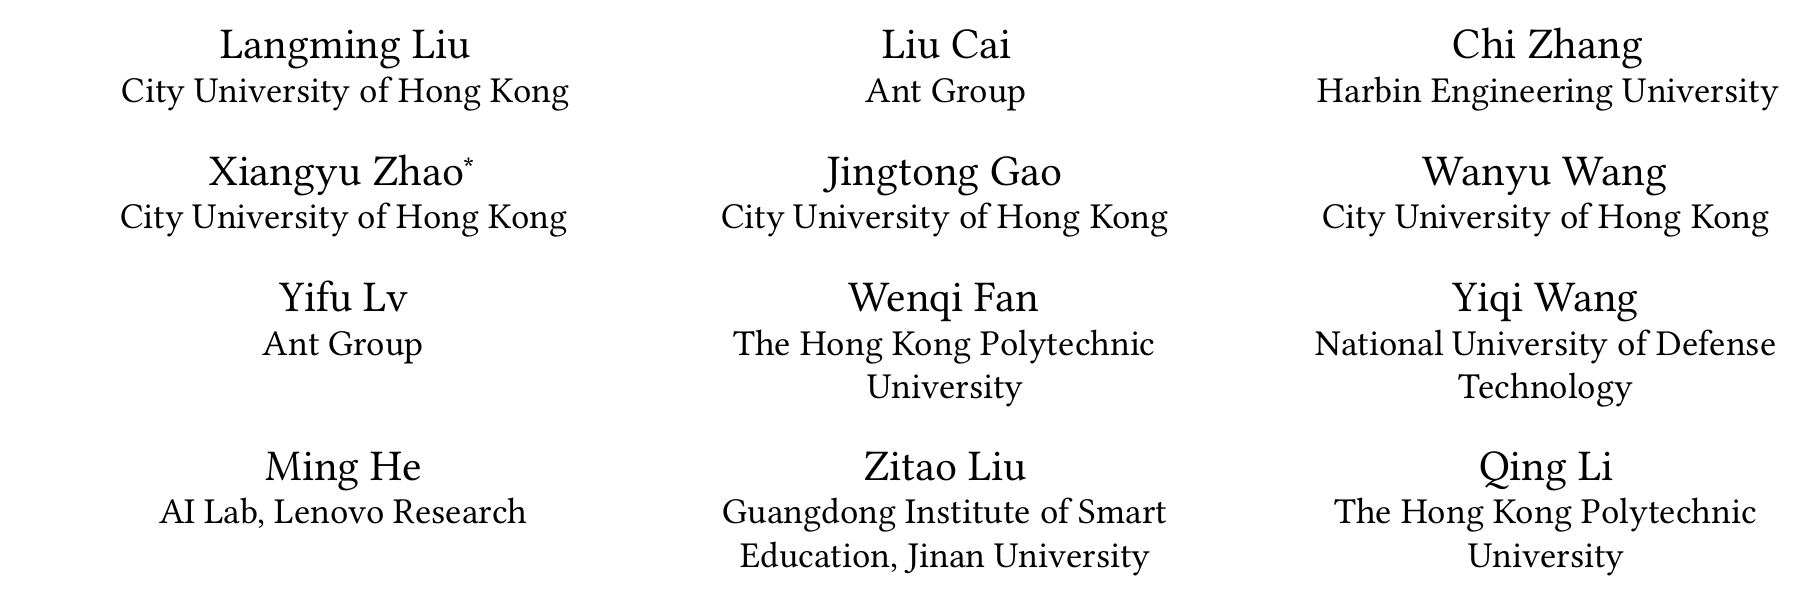 Langming Liu
City University of Hong Kong
Liu Cai
Ant Group
Chi Zhang
Harbin Engineering University
Xiangyu Zhao*
City University of Hong Kong
Jingtong Gao
City University of Hong Kong
Wanyu Wang
City University of Hong Kong
Yifu Lv
Ant Group
Wenqi Fan
The Hong Kong Polytechnic
University
Yiqi Wang
National University of Defense
Technology
Ming He
AI Lab, Lenovo Research
Zitao Liu
Guangdong Institute of Smart
Education, Jinan University
Qing Li
The Hong Kong Polytechnic
University